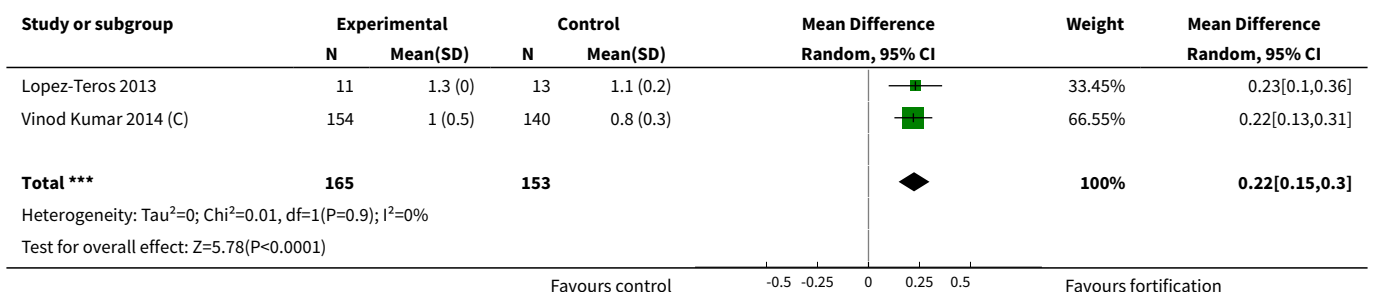 Study or subgroup Experimental Control Mean Difference Weight Mean Difference
N Mean(SD) N Mean(SD) Random, 95% CI Random, 95% CI
Lopez-Teros 2013 11 1.3 (0) 13 1.1 (0.2) 33.45% 0.23[0.1,0.36]
Vinod Kumar 2014 (C) 154 1 (0.5) 140 0.8 (0.3) 66.55% 0.22[0.13,0.31]
Total *** 165 153 100% 0.22[0.15,0.3]
Heterogeneity: Tau²=0; Chi²=0.01, df=1(P=0.9); I²=0%
Test for overall effect: Z=5.78(P<0.0001)
Favours control -0.5 -0.25 0 0.25 0.5 Favours fortification